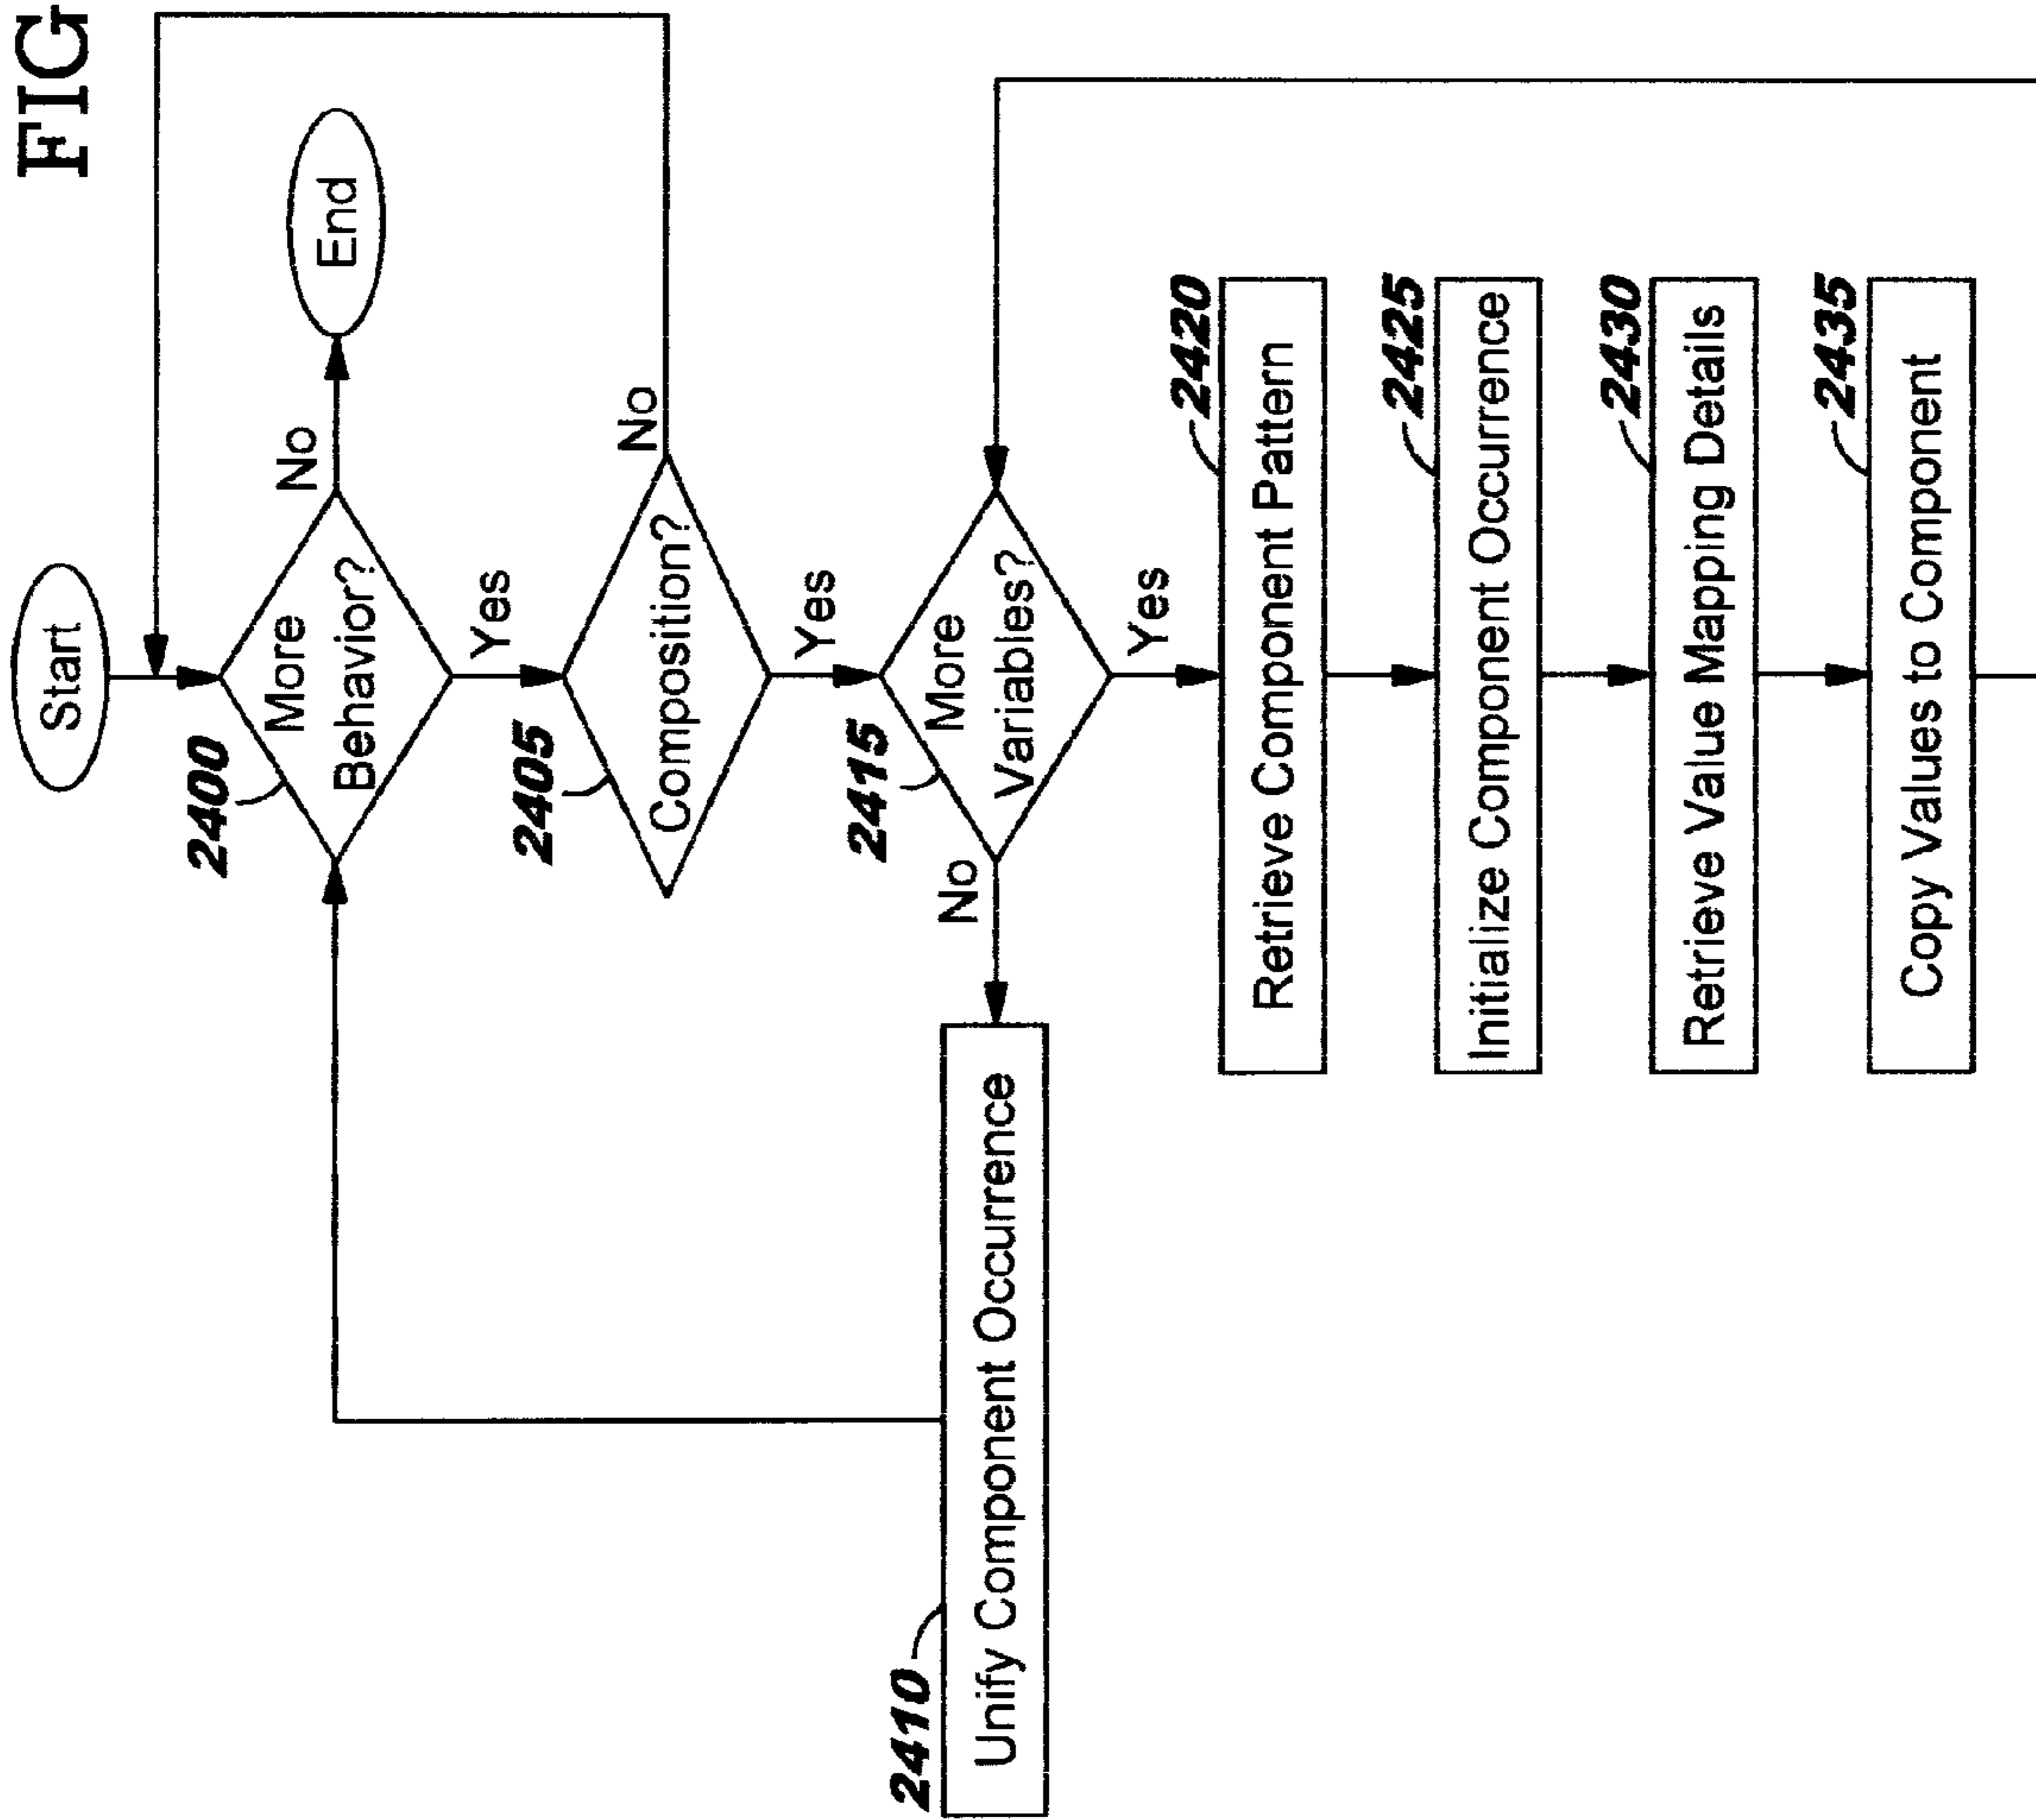 FIG
Start
2400
More
Behavior?
No
End
Yes
2405
Composition?
No
Yes
2415
More
Variables?
No
Yes
2410
Unify Component Occurrence
2420
Retrieve Component Pattern
2425
Initialize Component Occurrence
2430
Retrieve Value Mapping Details
2435
Copy Values to Component